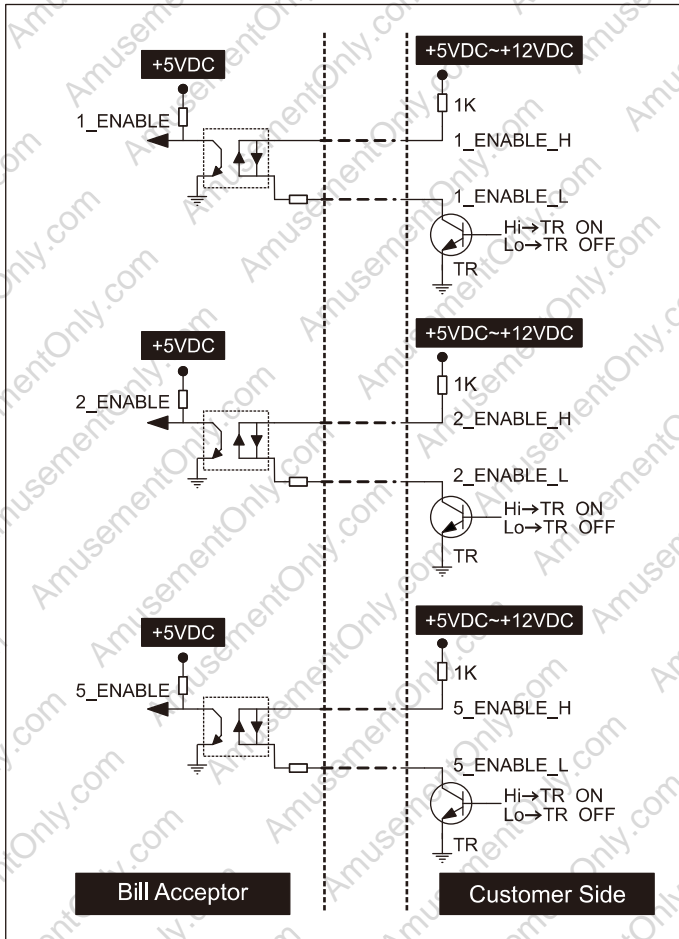 +5VDC
+5VDC~+12VDC
1K
1_ENABLE
1_ENABLE_H
1_ENABLE_L
Hi→TR ON
Lo→TR OFF
TR
+5VDC
+5VDC~+12VDC
1K
2_ENABLE
2_ENABLE_H
2_ENABLE_L
Hi→TR ON
Lo→TR OFF
TR
+5VDC
+5VDC~+12VDC
1K
5_ENABLE
5_ENABLE_H
5_ENABLE_L
Hi→TR ON
Lo→TR OFF
TR
Bill Acceptor
Customer Side
AmusementOnly.com